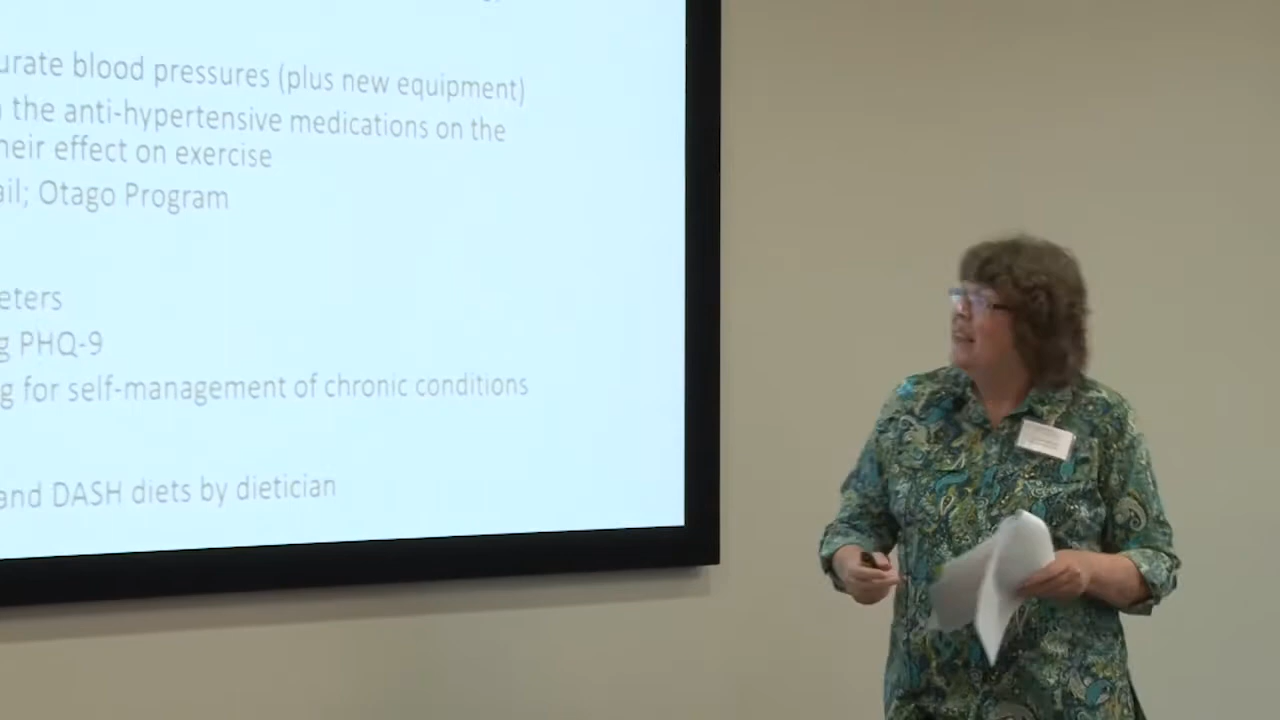 urate blood pressures (plus new equipment)
the anti-hypertensive medications on the
heir effect on exercise
ail; Otago Program
eters
g PHQ-9
g for self-management of chronic conditions
and DASH diets by dietician